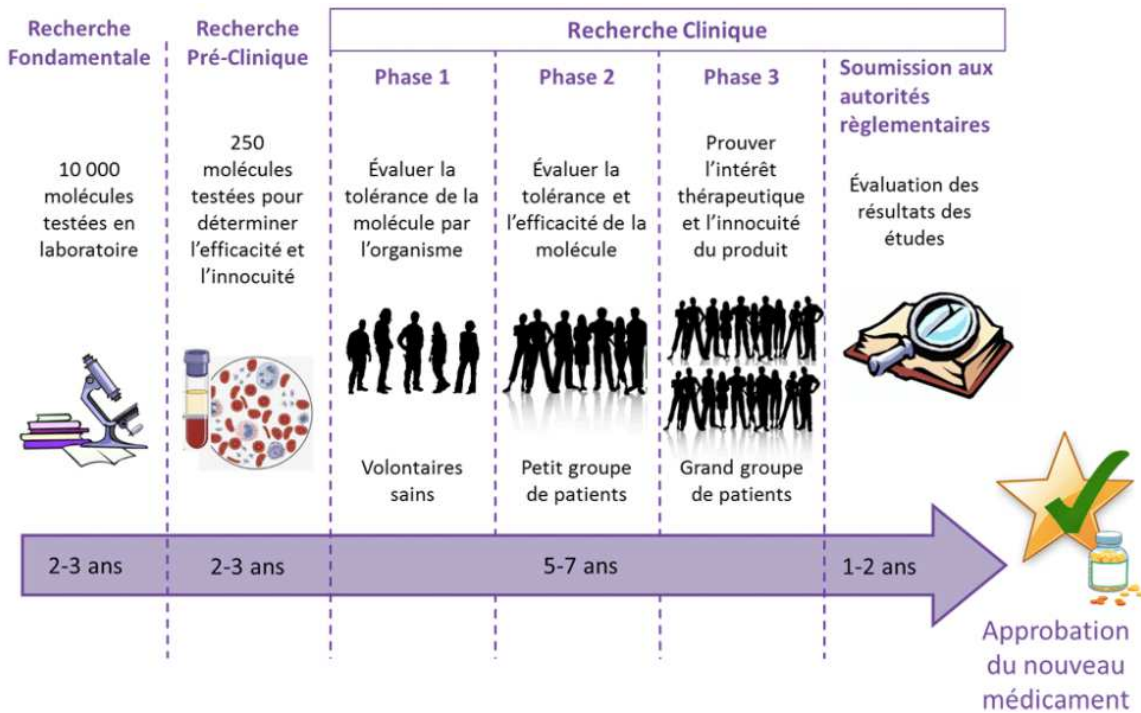 Recherche
Fondamentale
Recherche
Pré-Clinique
Recherche Clinique
Phase 1
Phase 2
Phase 3
Soumission aux
autorités
règlementaires
10 000
molécules
testées en
laboratoire
250
molécules
testées pour
déterminer
l'efficacité et
l'innocuité
Évaluer la
tolérance de la
molécule par
l'organisme
Évaluer la
tolérance et
l'efficacité de la
molécule
Prouver
l'intérêt
thérapeutique
et l'innocuité
du produit
Évaluation des
résultats des
études
Volontaires
sains
Petit groupe
de patients
Grand groupe
de patients
2-3 ans
2-3 ans
5-7 ans
1-2 ans
Approbation
du nouveau
médicament